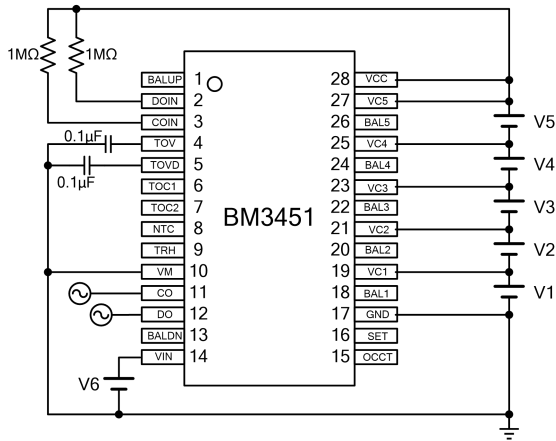 1MΩ 1MΩ
0.1μF
0.1μF
BALUP 1
DOIN 2
COIN 3
TOV 4
TOVD 5
TOC1 6
TOC2 7
NTC 8
TRH 9
VM 10
CO 11
DO 12
BALDN 13
VIN 14
BM3451
28 VCC
27 VC5
26 BAL5
25 VC4
24 BAL4
23 VC3
22 BAL3
21 VC2
20 BAL2
19 VC1
18 BAL1
17 GND
16 SET
15 OCCT
V5
V4
V3
V2
V1
V6